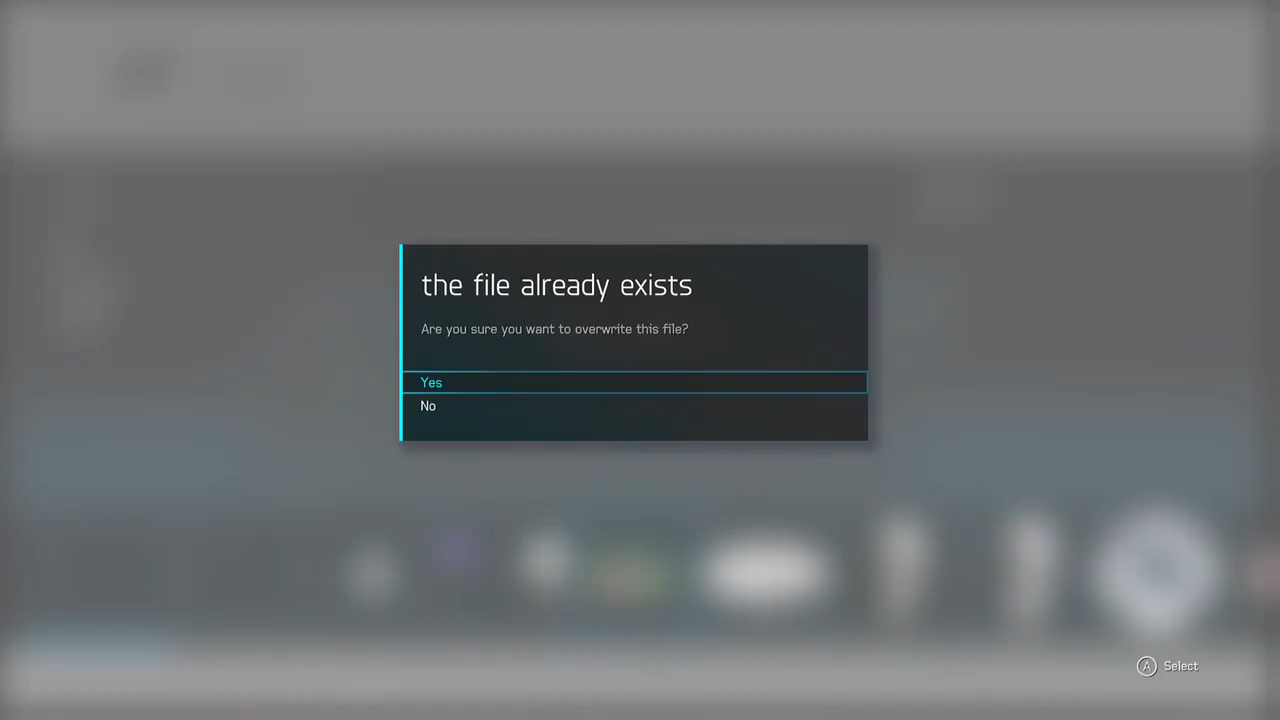 the file already exists
Are you sure you want to overwrite this file?
Yes
No
A Select